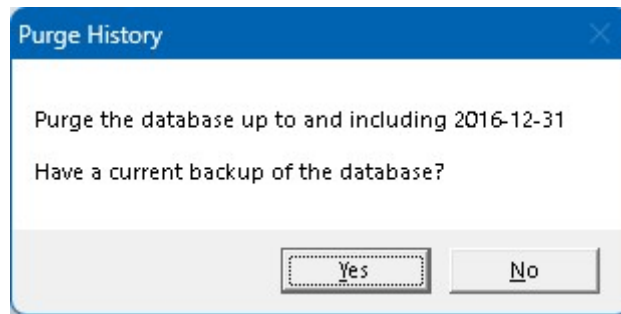 Purge History
Purge the database up to and including 2016-12-31
Have a current backup of the database?
Yes
No